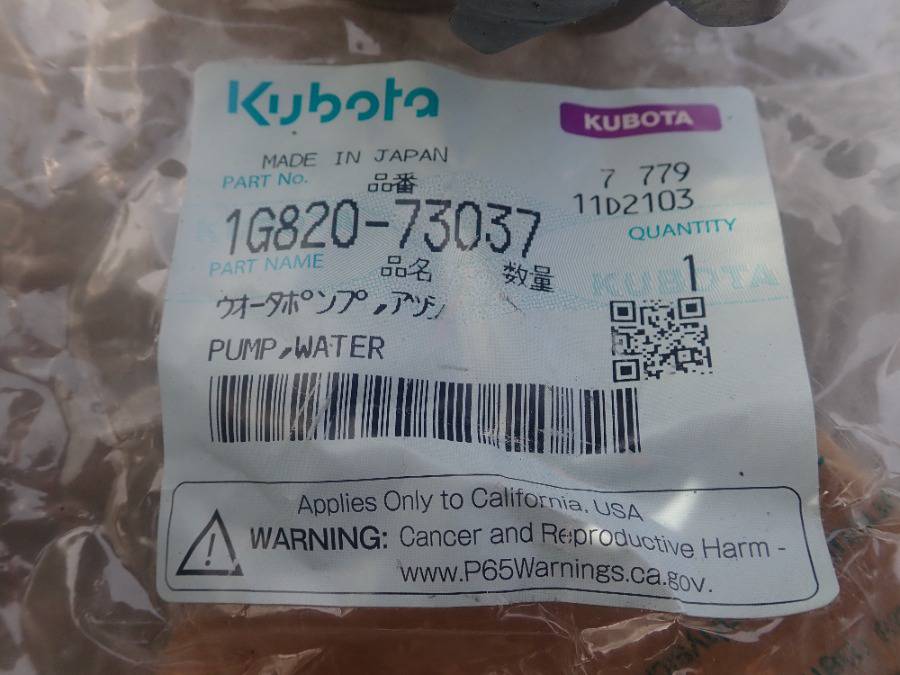 Kubota
KUBOTA
MADE IN JAPAN
PART No.
品番
7 779
1G820-73037
11D2103
QUANTITY
PART NAME
品名
数量
1
KUBOTA
ウオータポンプ,アツシ
PUMP,WATER
Applies Only to California. USA
WARNING: Cancer and Reproductive Harm -
www.P65Warnings.ca.gov.